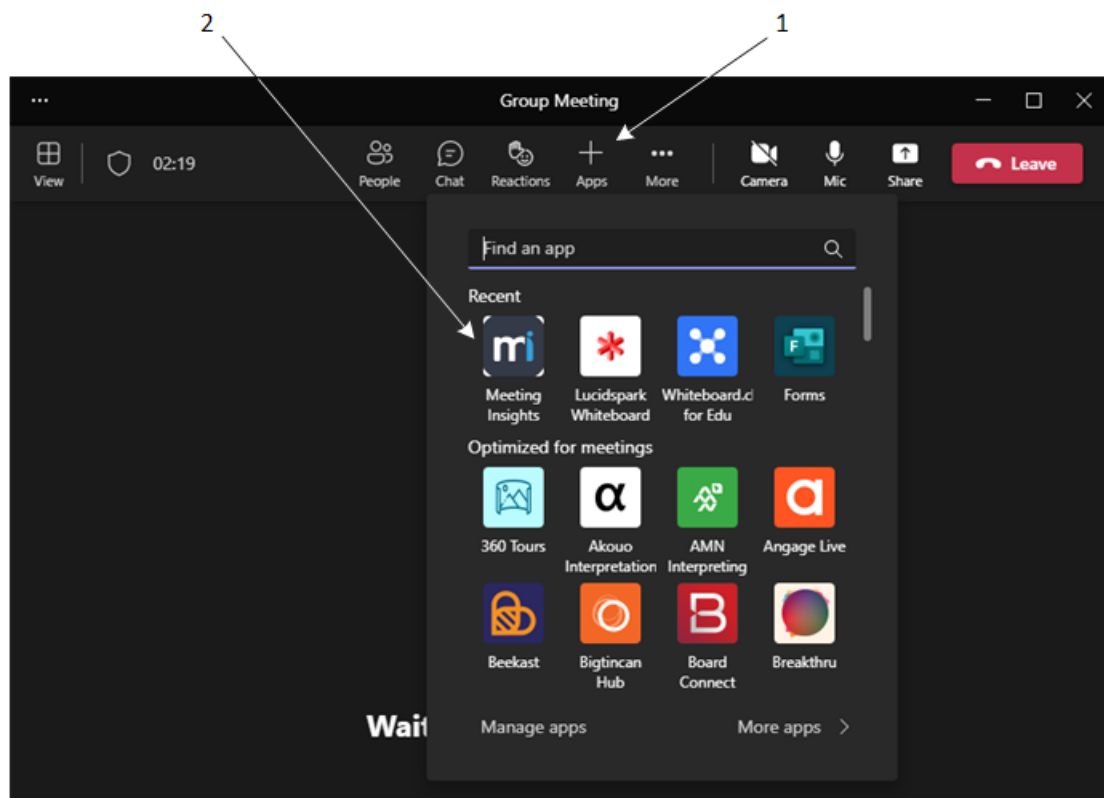 2 1
Group Meeting
View 02:19 People Chat Reactions Apps More Camera Mic Share Leave
Find an app
Recent
mi
F
Meeting Insights Lucidspark Whiteboard Whiteboard.cl for Edu Forms
Optimized for meetings
α a
360 Tours Akouo Interpretation AMN Interpreting Angage Live
B
Beekast Bigtincan Hub Board Connect Breakthru
Wait
Manage apps More apps